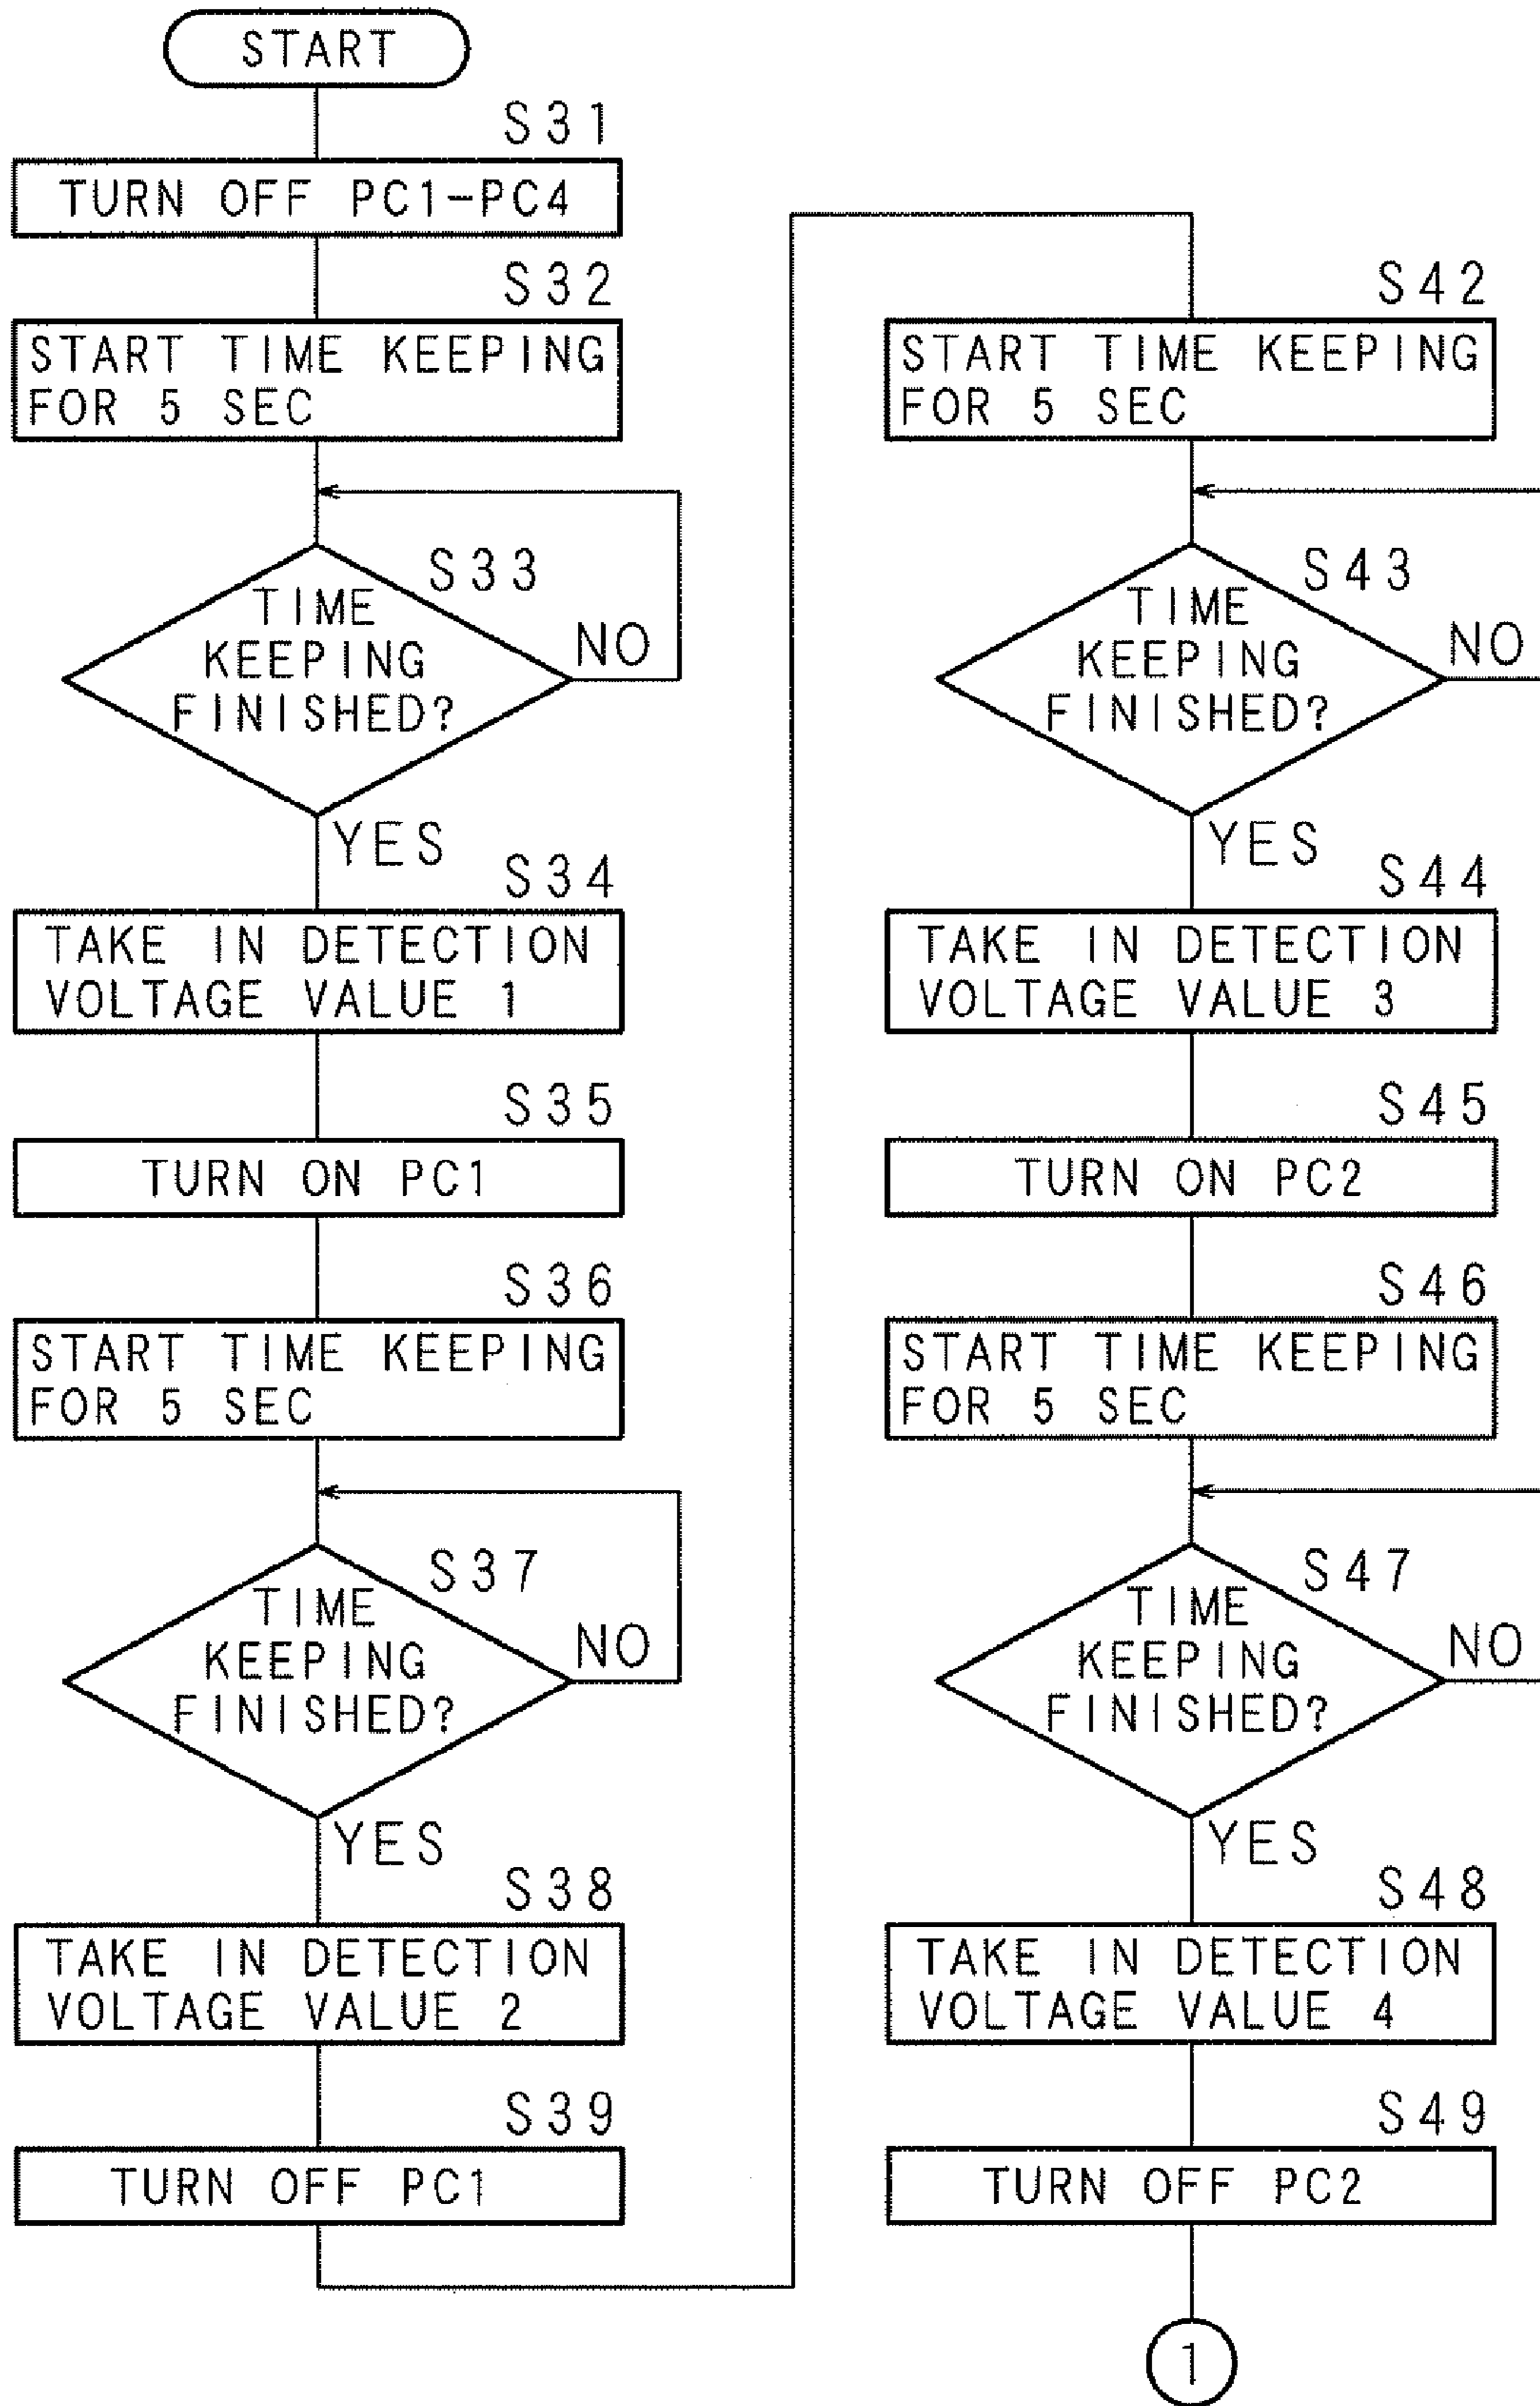 START
S31
TURN OFF PC1-PC4
S32
START TIME KEEPING
FOR 5 SEC
S33
TIME
KEEPING
FINISHED?
NO
YES
S34
TAKE IN DETECTION
VOLTAGE VALUE 1
S35
TURN ON PC1
S36
START TIME KEEPING
FOR 5 SEC
S37
TIME
KEEPING
FINISHED?
NO
YES
S38
TAKE IN DETECTION
VOLTAGE VALUE 2
S39
TURN OFF PC1
S42
START TIME KEEPING
FOR 5 SEC
S43
TIME
KEEPING
FINISHED?
NO
YES
S44
TAKE IN DETECTION
VOLTAGE VALUE 3
S45
TURN ON PC2
S46
START TIME KEEPING
FOR 5 SEC
S47
TIME
KEEPING
FINISHED?
NO
YES
S48
TAKE IN DETECTION
VOLTAGE VALUE 4
S49
TURN OFF PC2
1